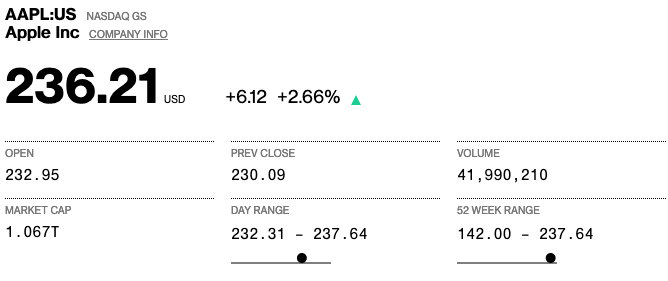 AAPL:US NASDAQ GS
Apple Inc COMPANY INFO
236.21 USD +6.12 +2.66%
OPEN PREV CLOSE VOLUME
232.95 230.09 41,990,210
MARKET CAP DAY RANGE 52 WEEK RANGE
1.067T 232.31 – 237.64 142.00 – 237.64